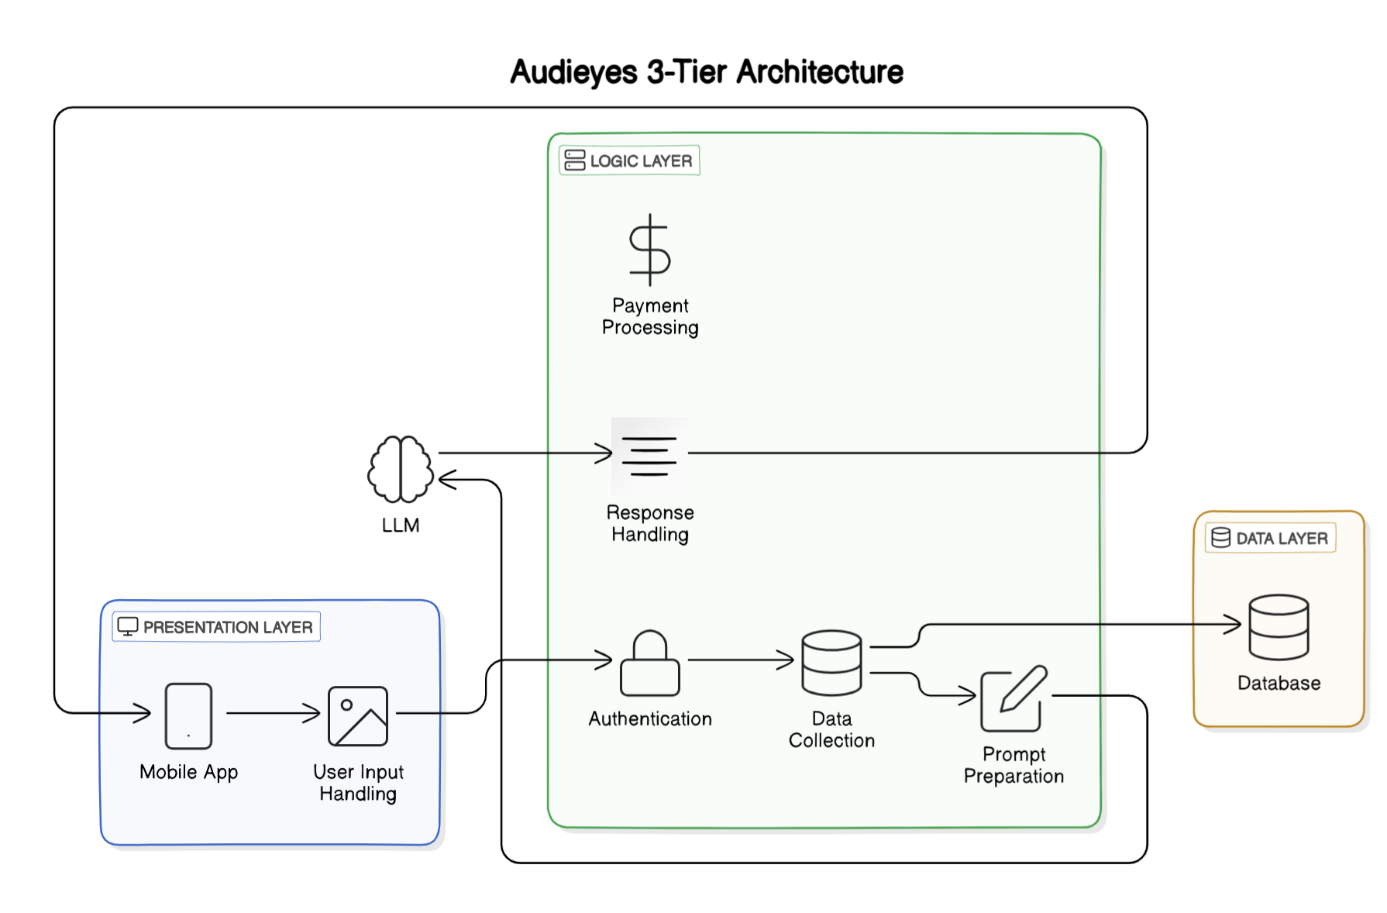 Audieyes 3-Tier Architecture
LOGIC LAYER
Payment
Processing
LLM
Response
Handling
DATA LAYER
Database
PRESENTATION LAYER
Mobile App
User Input
Handling
Authentication
Data
Collection
Prompt
Preparation